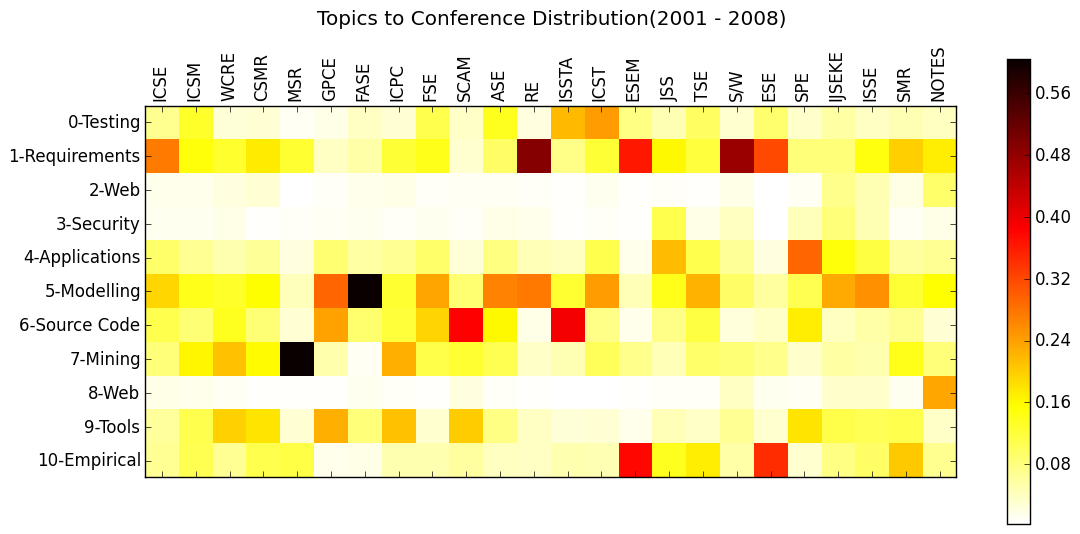 Topics to Conference Distribution(2001 - 2008)
ICSE ICSM WCRE CSMR MSR GPCE FASE ICPC FSE SCAM ASE RE ISSTA ICST ESEM JSS TSE S/W ESE SPE IJSEKE ISSE SMR NOTES
0-Testing
1-Requirements
2-Web
3-Security
4-Applications
5-Modelling
6-Source Code
7-Mining
8-Web
9-Tools
10-Empirical
0.56
0.48
0.40
0.32
0.24
0.16
0.08